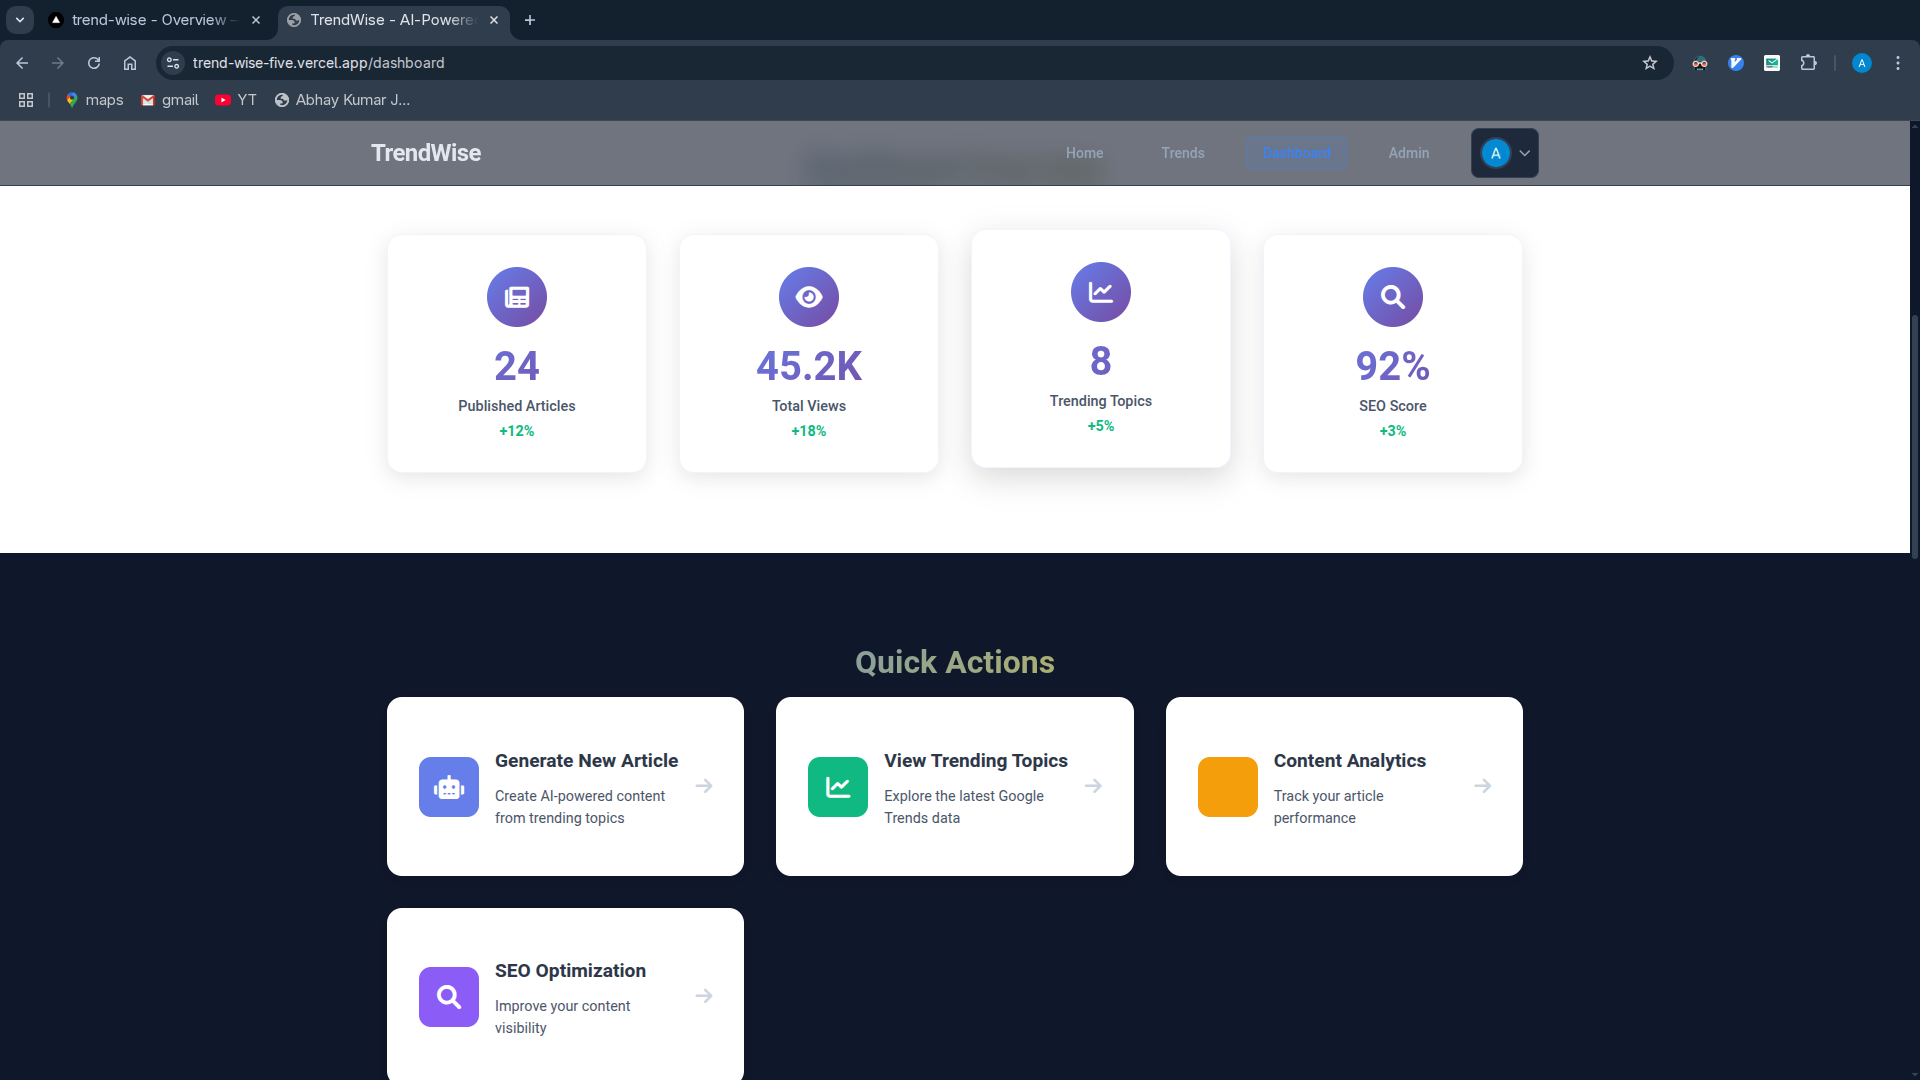 trend-wise - Overview -
TrendWise - AI-Powere
trend-wise-five.vercel.app/dashboard
A
maps
gmail
YT
Abhay Kumar J...
TrendWise
Home
Trends
Dashboard
Admin
A
24
Published Articles
+12%
45.2K
Total Views
+18%
8
Trending Topics
+5%
92%
SEO Score
+3%
Quick Actions
Generate New Article
Create AI-powered content
from trending topics
View Trending Topics
Explore the latest Google
Trends data
Content Analytics
Track your article
performance
SEO Optimization
Improve your content
visibility